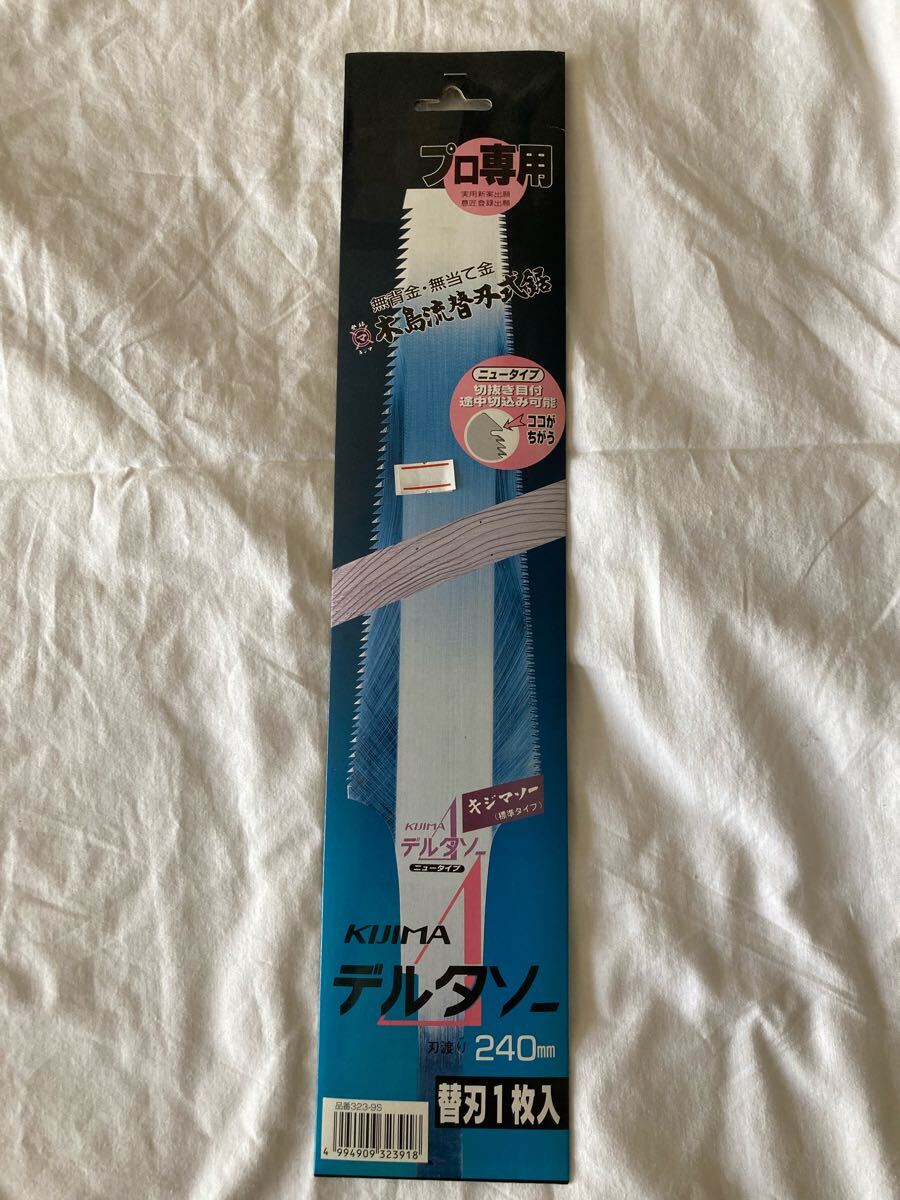 プロ専用
実用新案出願
意匠登録出願
無背金・無当て金
マ
木島流替刃式鋸
ニュータイプ
切抜き目付
途中切込み可能
ココが
ちがう
キジマソー
(標準タイプ)
KIJIMA
デルタソー
ニュータイプ
KIJIMA
デルタソー
刃渡り 240mm
替刃1枚入
品番323-9S
4 994909 323918